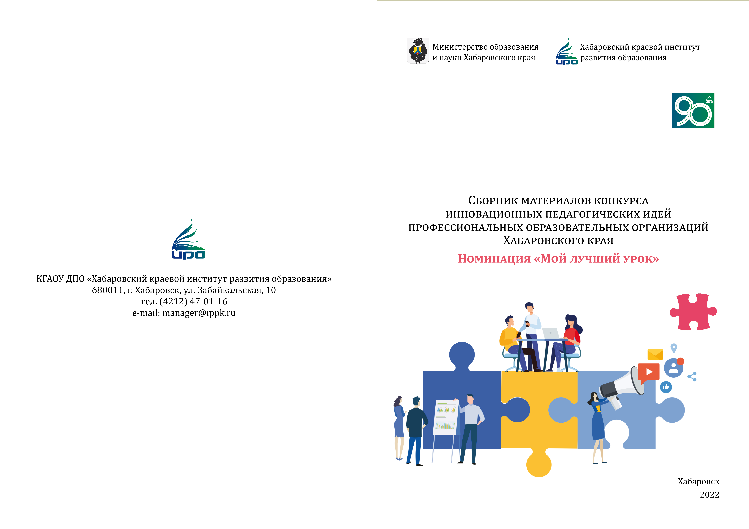 Министерство образования
и науки Хабаровского края
Хабаровский краевой институт
развития образования
ИРО
90
СБОРНИК МАТЕРИАЛОВ КОНКУРСА
ИННОВАЦИОННЫХ ПЕДАГОГИЧЕСКИХ ИДЕЙ
ПРОФЕССИОНАЛЬНЫХ ОБРАЗОВАТЕЛЬНЫХ ОРГАНИЗАЦИЙ
ХАБАРОВСКОГО КРАЯ
НОМИНАЦИЯ «МОЙ ЛУЧШИЙ УРОК»
ИРО
КГАОУ ДПО «Хабаровский краевой институт развития образования»
680011, г. Хабаровск, ул. Забайкальская, 10
тел. (4212) 47-01-16
e-mail: manager@ippk.ru
Хабаровск
2022